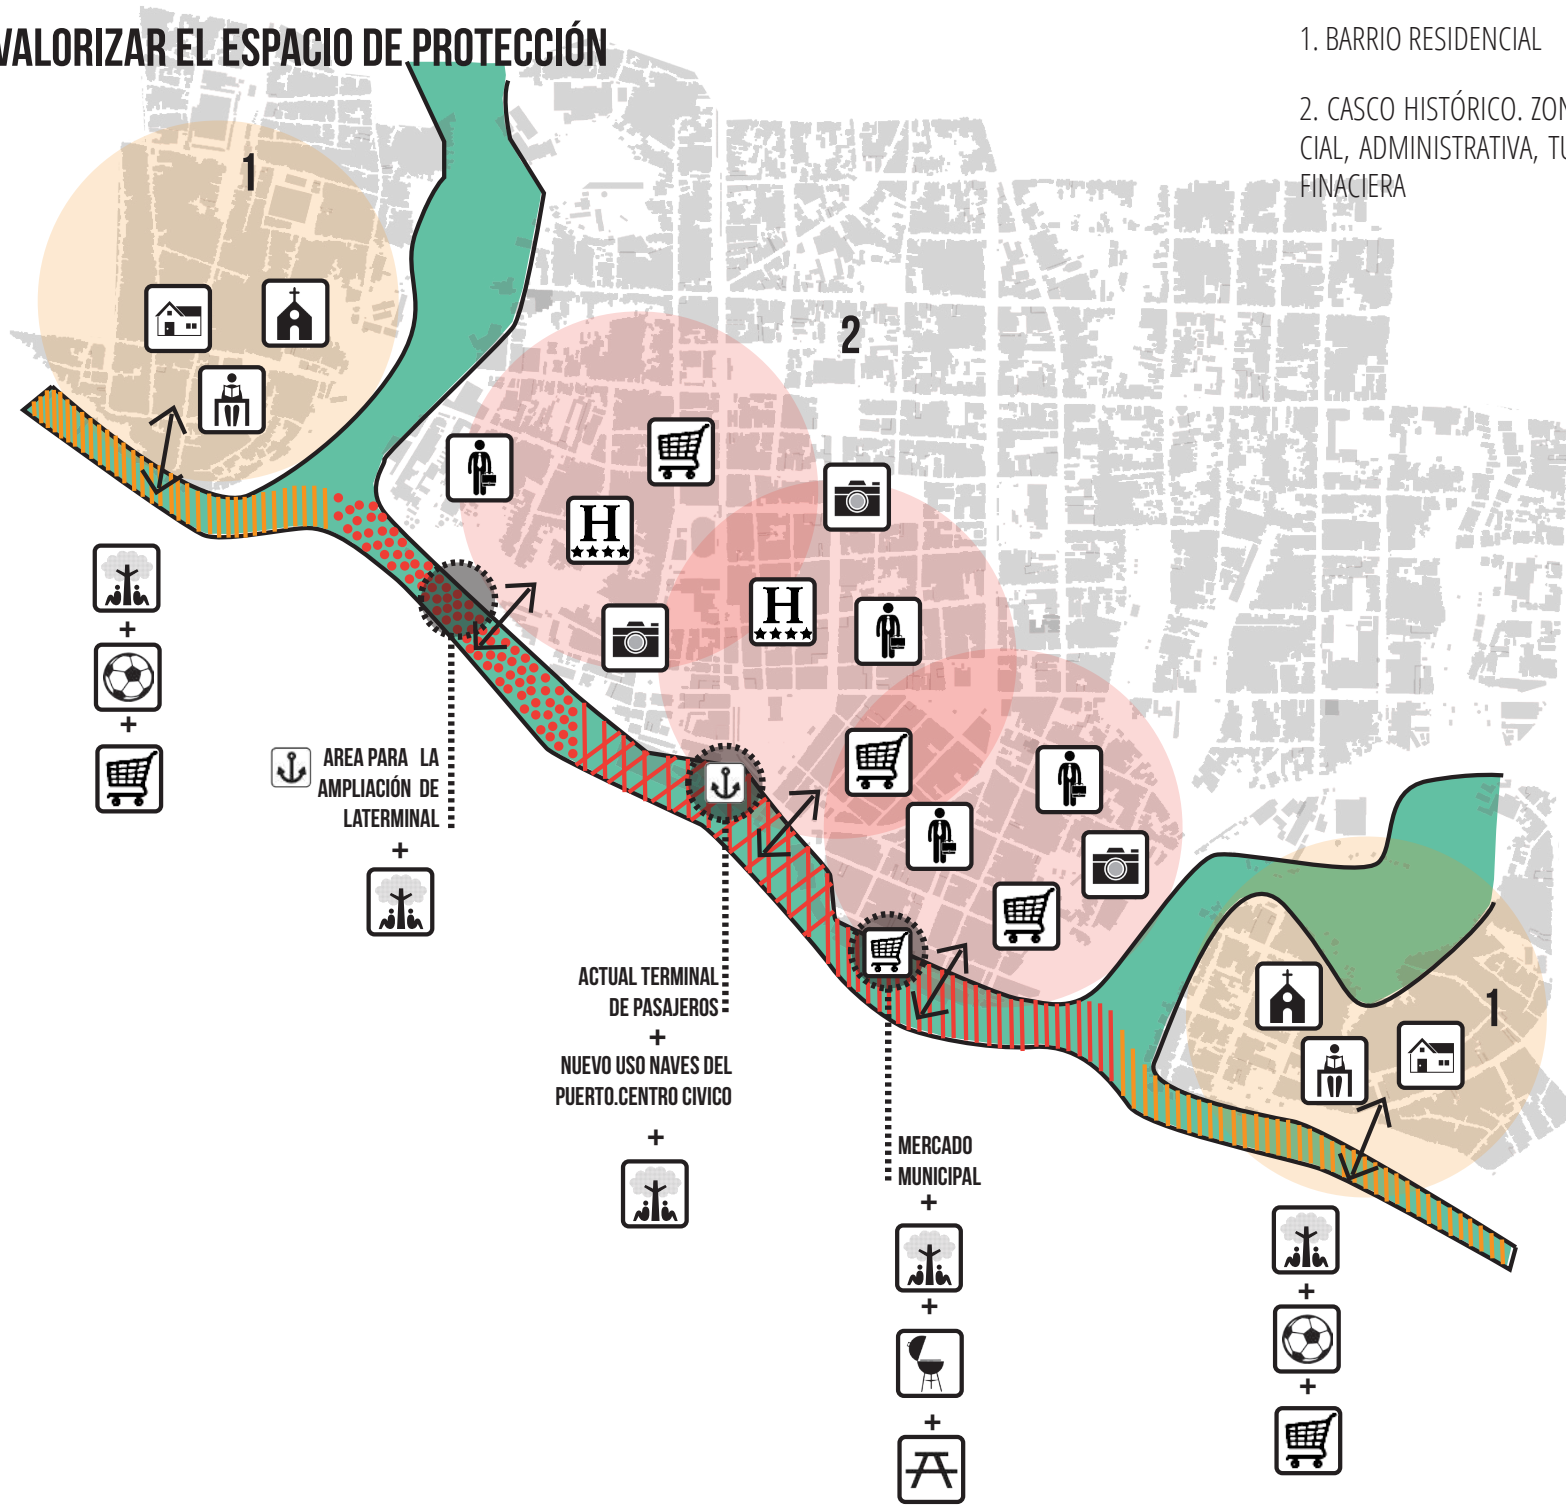 VALORIZAR EL ESPACIO DE PROTECCIÓN
1. BARRIO RESIDENCIAL
2. CASCO HISTÓRICO. ZON
CIAL, ADMINISTRATIVA, TU
FINACIERA
1
2
H
H
AREA PARA LA
AMPLIACIÓN DE
LATERMINAL
+
+
+
ACTUAL TERMINAL
DE PASAJEROS
+
NUEVO USO NAVES DEL
PUERTO.CENTRO CIVICO
+
MERCADO
MUNICIPAL
+
+
+
1
+
+